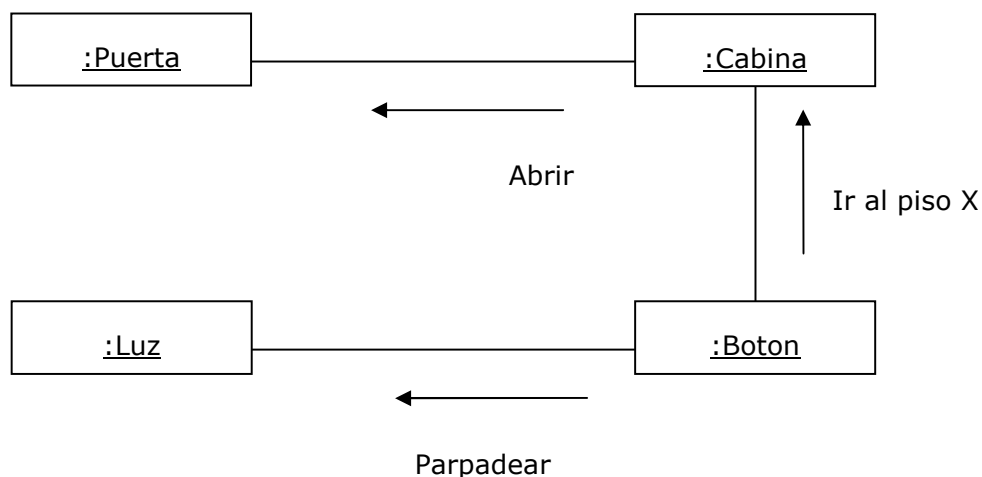 :Puerta
:Cabina
Abrir
Ir al piso X
:Luz
:Boton
Parpadear